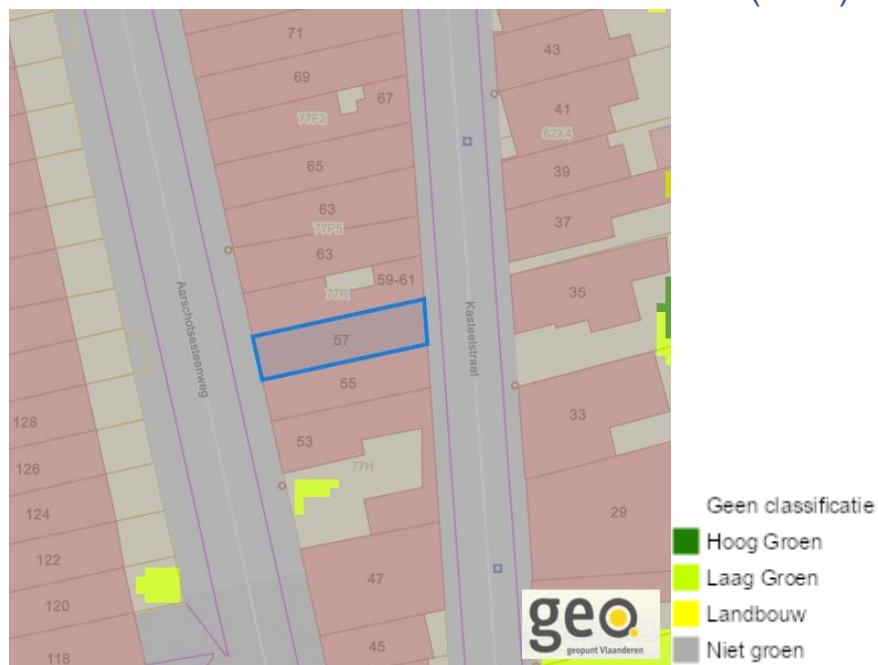 71
69
67
77F2
65
63
77P5
63
59-61
77R
57
55
53
77H
47
45
43
41
62X4
39
37
35
33
29
Aarschotsesteenweg
Kasteelstraat
128
126
124
122
120
118
geo.
geopunt Vlaanderen
Geen classificatie
Hoog Groen
Laag Groen
Landbouw
Niet groen